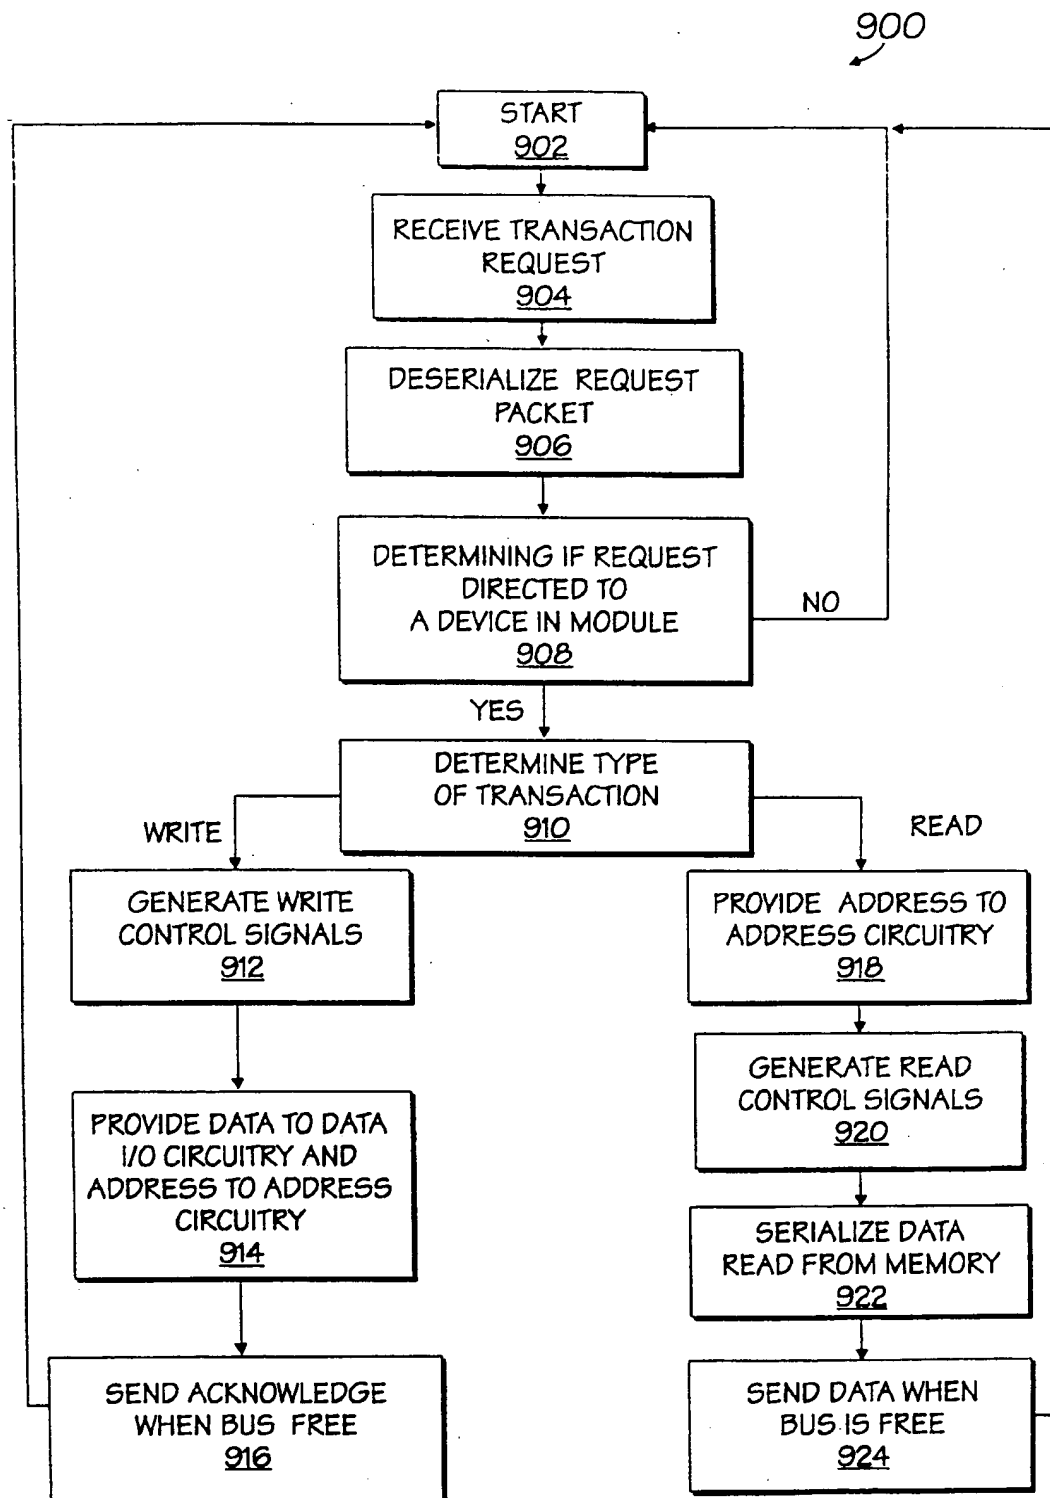 900
START
902
RECEIVE TRANSACTION
REQUEST
904
DESERIALIZE REQUEST
PACKET
906
DETERMINING IF REQUEST
DIRECTED TO
A DEVICE IN MODULE
908
NO
YES
DETERMINE TYPE
OF TRANSACTION
910
WRITE
READ
GENERATE WRITE
CONTROL SIGNALS
912
PROVIDE ADDRESS TO
ADDRESS CIRCUITRY
918
GENERATE READ
CONTROL SIGNALS
920
PROVIDE DATA TO DATA
I/O CIRCUITRY AND
ADDRESS TO ADDRESS
CIRCUITRY
914
SERIALIZE DATA
READ FROM MEMORY
922
SEND ACKNOWLEDGE
WHEN BUS FREE
916
SEND DATA WHEN
BUS IS FREE
924